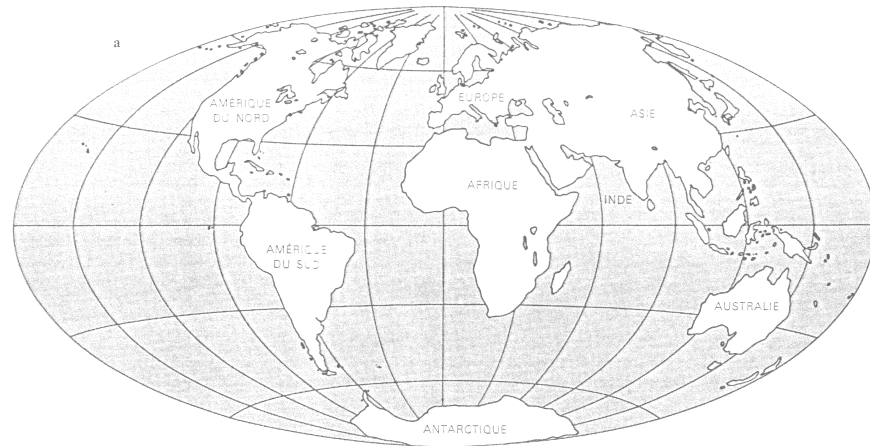 a
AMÉRIQUE
DU NORD
EUROPE
ASIE
AFRIQUE
INDE
AMÉRIQUE
DU SUD
AUSTRALIE
ANTARCTIQUE